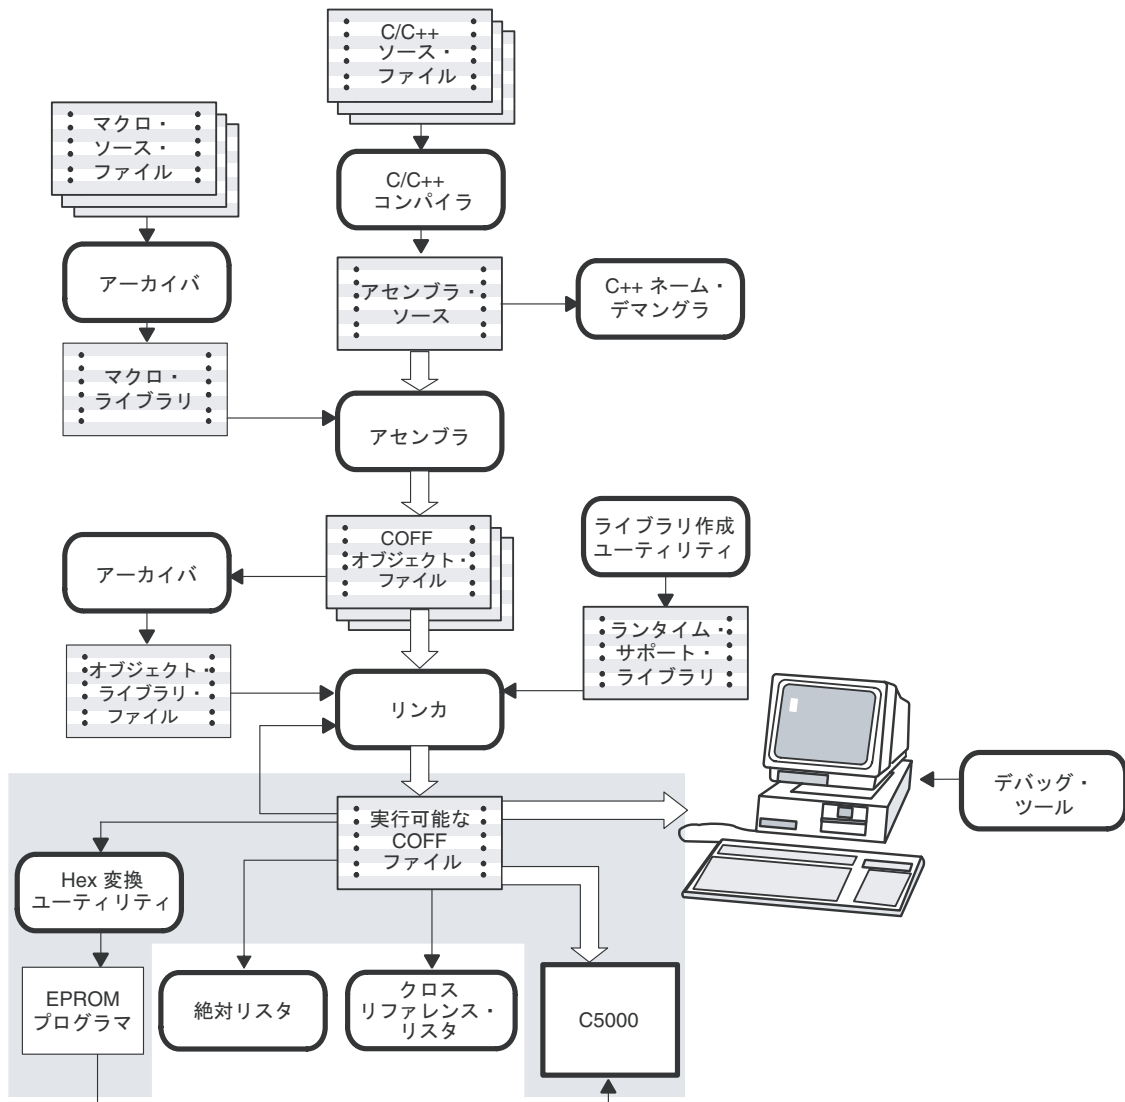 C/C++
ソース・
ファイル
マクロ・
ソース・
ファイル
C/C++
コンパイラ
アーカイバ
アセンブラ・
ソース
C++ ネーム・
デマングラ
マクロ・
ライブラリ
アセンブラ
COFF
オブジェクト・
ファイル
ライブラリ作成
ユーティリティ
アーカイバ
ランタイム・
サポート・
ライブラリ
オブジェクト・
ライブラリ・
ファイル
リンカ
デバッグ・
ツール
実行可能な
COFF
ファイル
Hex 変換
ユーティリティ
EPROM
プログラマ
絶対リスタ
クロス
リファレンス・
リスタ
C5000